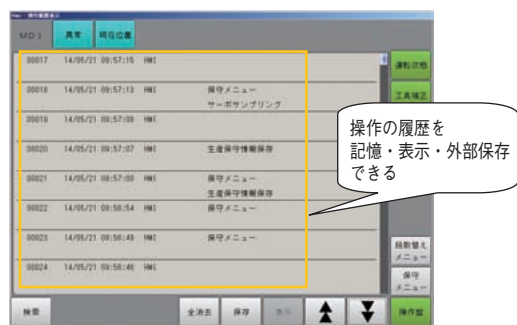 MDI 異常 現在位置
00017 14/05/21 09:57:15 HMI
運転状態
00018 14/05/21 09:57:13 HMI 保守メニュー
サーボサンプリング
工具補正
00019 14/05/21 09:57:08 HMI
操作の履歴を
記憶・表示・外部保存
できる
00020 14/05/21 09:57:07 HMI 生産保守情報保存
00021 14/05/21 09:57:00 HMI 保守メニュー
生産保守情報保存
00022 14/05/21 09:56:54 HMI 保守メニュー
00023 14/05/21 09:56:49 HMI 保守メニュー
段取替え
メニュー
00024 14/05/21 09:56:46 HMI
保守
メニュー
検索 全消去 保存 表示 操作盤